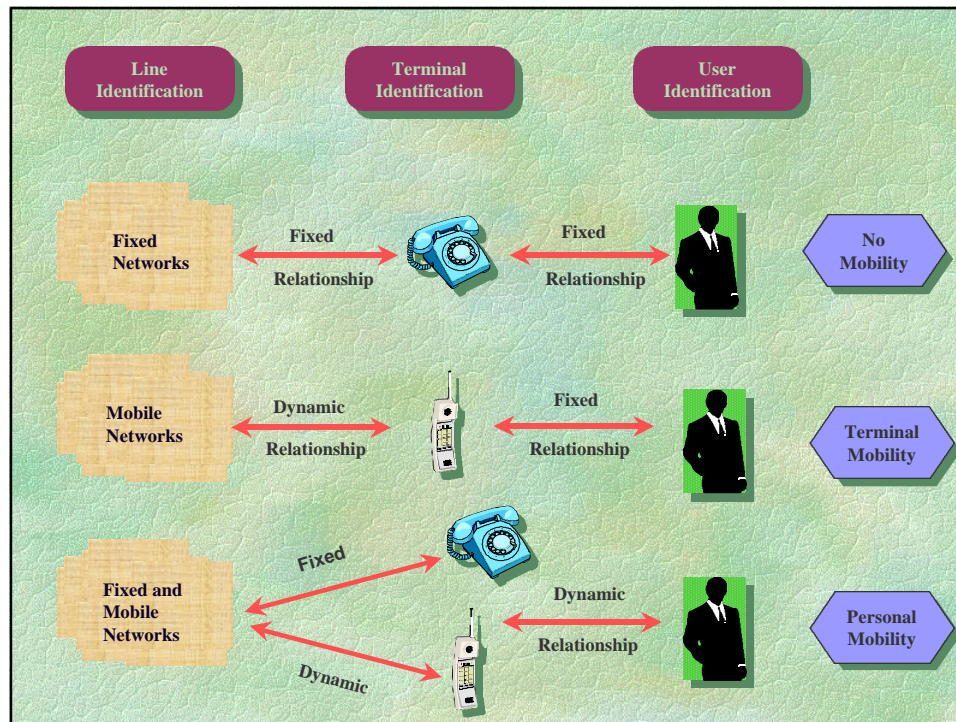 Line
Identification
Terminal
Identification
User
Identification
Fixed
Networks
Fixed
Relationship
Fixed
Relationship
No
Mobility
Mobile
Networks
Dynamic
Relationship
Fixed
Relationship
Terminal
Mobility
Fixed and
Mobile
Networks
Fixed
Dynamic
Dynamic
Relationship
Personal
Mobility